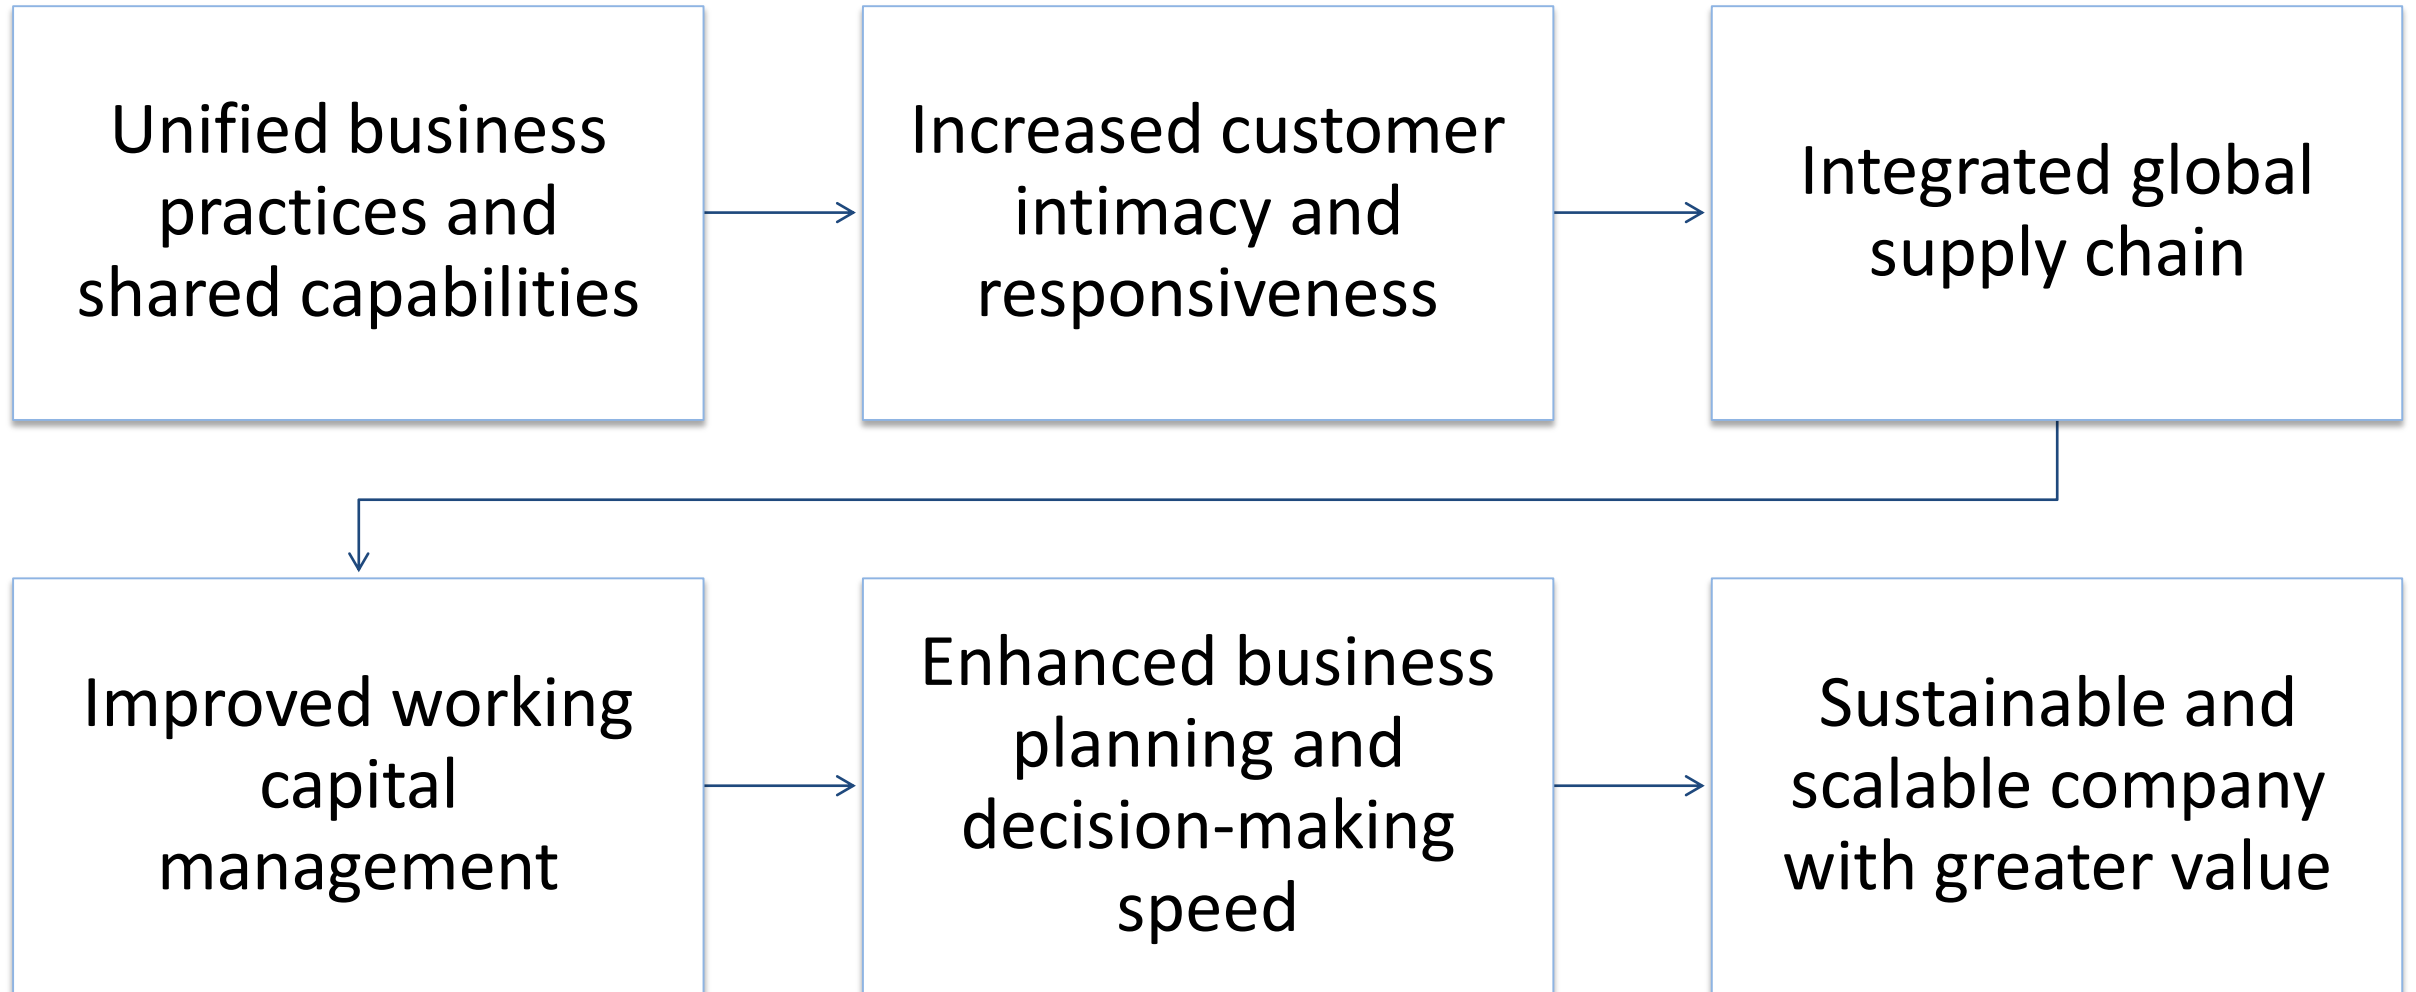 Unified business
practices and
shared capabilities
Increased customer
intimacy and
responsiveness
Integrated global
supply chain
Improved working
capital
management
Enhanced business
planning and
decision-making
speed
Sustainable and
scalable company
with greater value